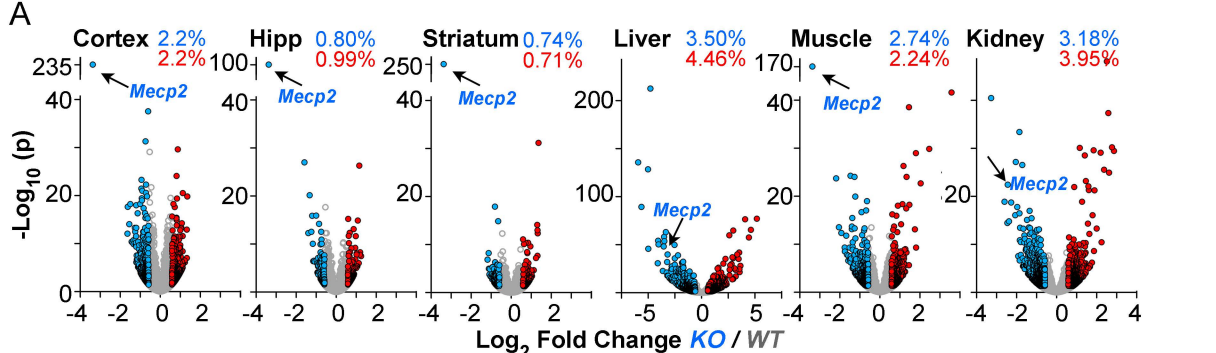 A
Cortex 2.2% Hipp 0.80% Striatum 0.74% Liver 3.50% Muscle 2.74% Kidney 3.18%
2.2% 0.99% 0.71% 4.46% 2.24% 3.95%
235 100 250 170
Mecp2 Mecp2 Mecp2 Mecp2
40 40 40 200 40
-Log10 (p)
20 20 20 100 20 20
Mecp2 Mecp2
0 0
-4 -2 0 2 -4 -2 0 2 -4 -2 0 2 -5 0 5 -4 -2 0 2 -4 -2 0 2 4
Log2 Fold Change KO / WT